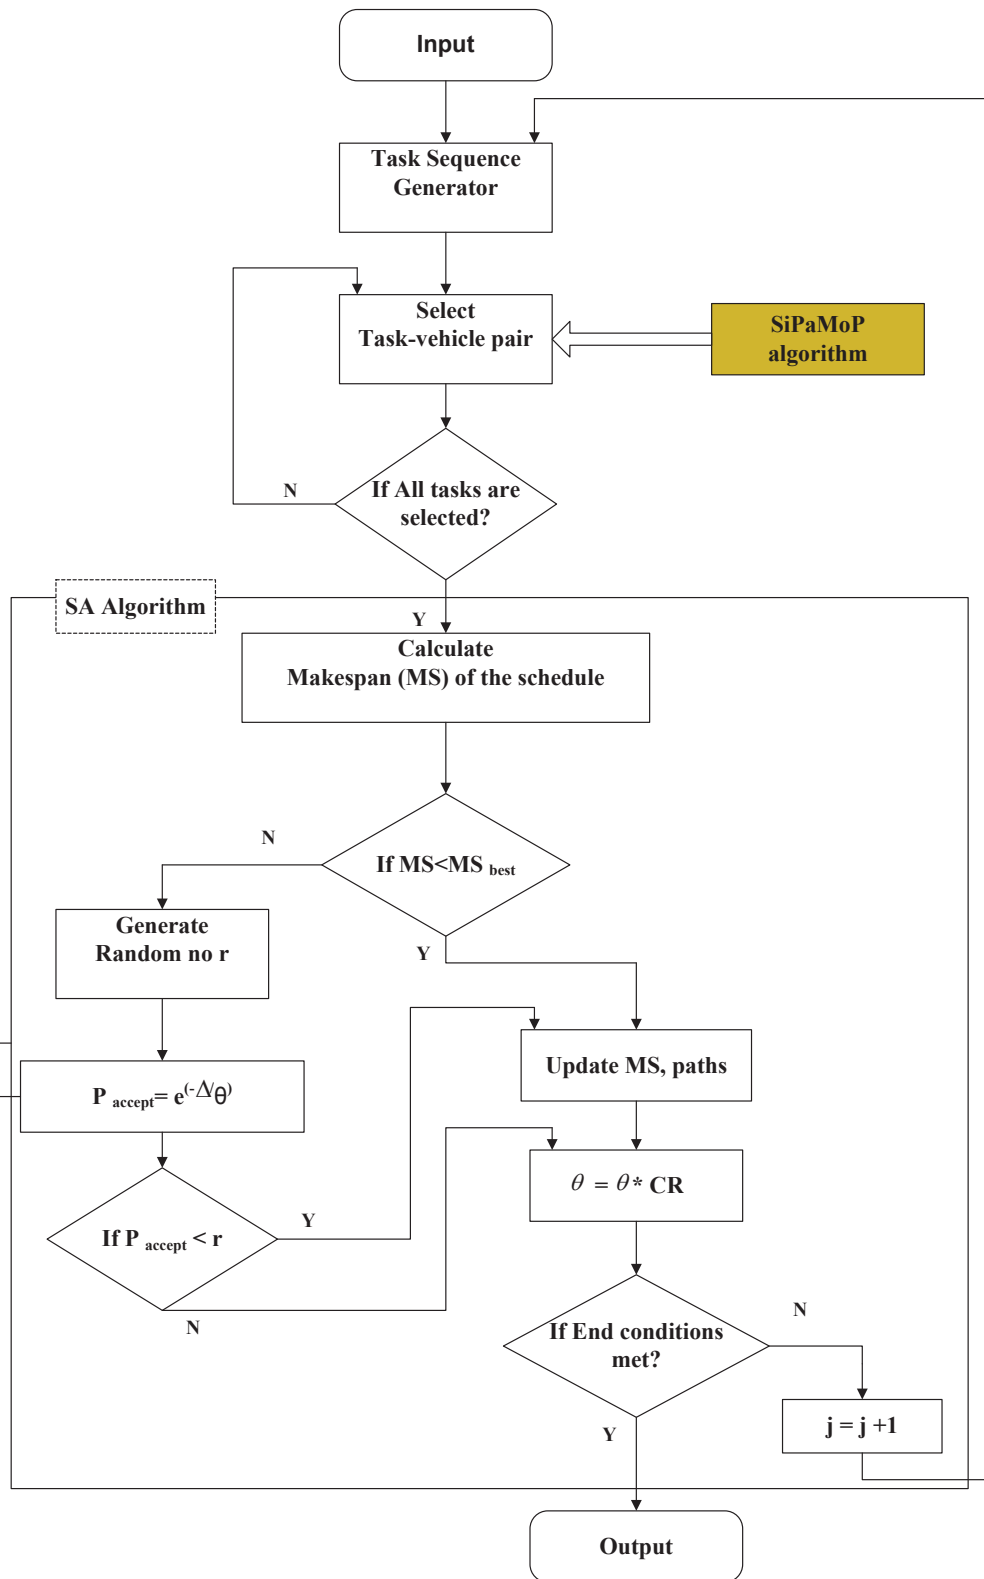 Input
Task Sequence
Generator
Select
Task-vehicle pair
SiPaMoP
algorithm
N
If All tasks are
selected?
SA Algorithm
Y
Calculate
Makespan (MS) of the schedule
N
If MS<MS best
Generate
Random no r
Y
Update MS, paths
P accept= e(-Δ/θ)
θ = θ* CR
If P accept < r
Y
N
N
If End conditions
met?
j = j +1
Y
Output